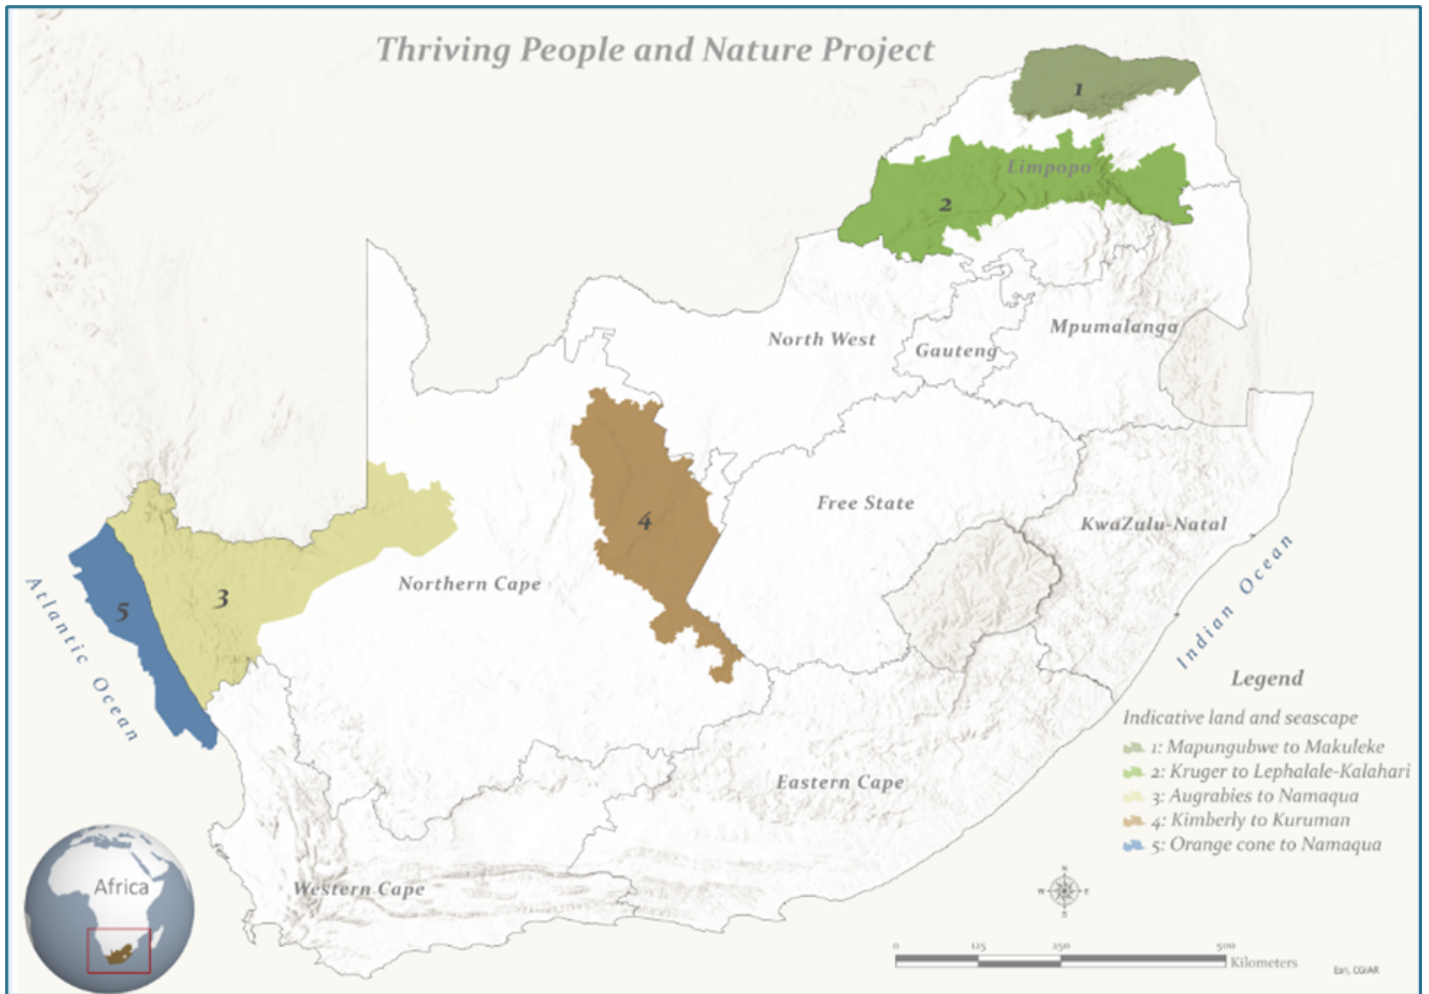 Thriving People and Nature Project
1
Limpopo
2
North West
Gauteng
Mpumalanga
4
Free State
KwaZulu-Natal
Northern Cape
3
5
Atlantic Ocean
Indian Ocean
Eastern Cape
Western Cape
Legend
Indicative land and seascape
1: Mapungubwe to Makuleke
2: Kruger to Lephalale-Kalahari
3: Augrabies to Namaqua
4: Kimberly to Kuruman
5: Orange cone to Namaqua
Africa
N
W E
S
0 125 250 500
Kilometers
Esri, CGIAR